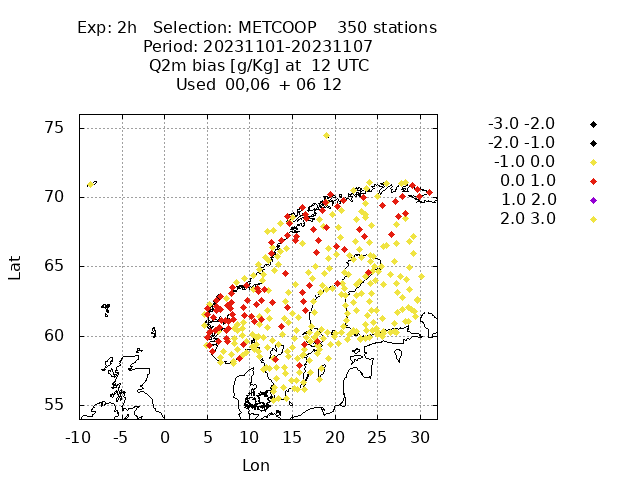 Exp: 2h   Selection: METCOOP    350 stations
Period: 20231101-20231107
Q2m bias [g/Kg] at  12 UTC
Used  00,06  + 06 12
-3.0 -2.0
-2.0 -1.0
-1.0 0.0
0.0 1.0
1.0 2.0
2.0 3.0
75
70
65
60
55
Lat
-10 -5 0 5 10 15 20 25 30
Lon